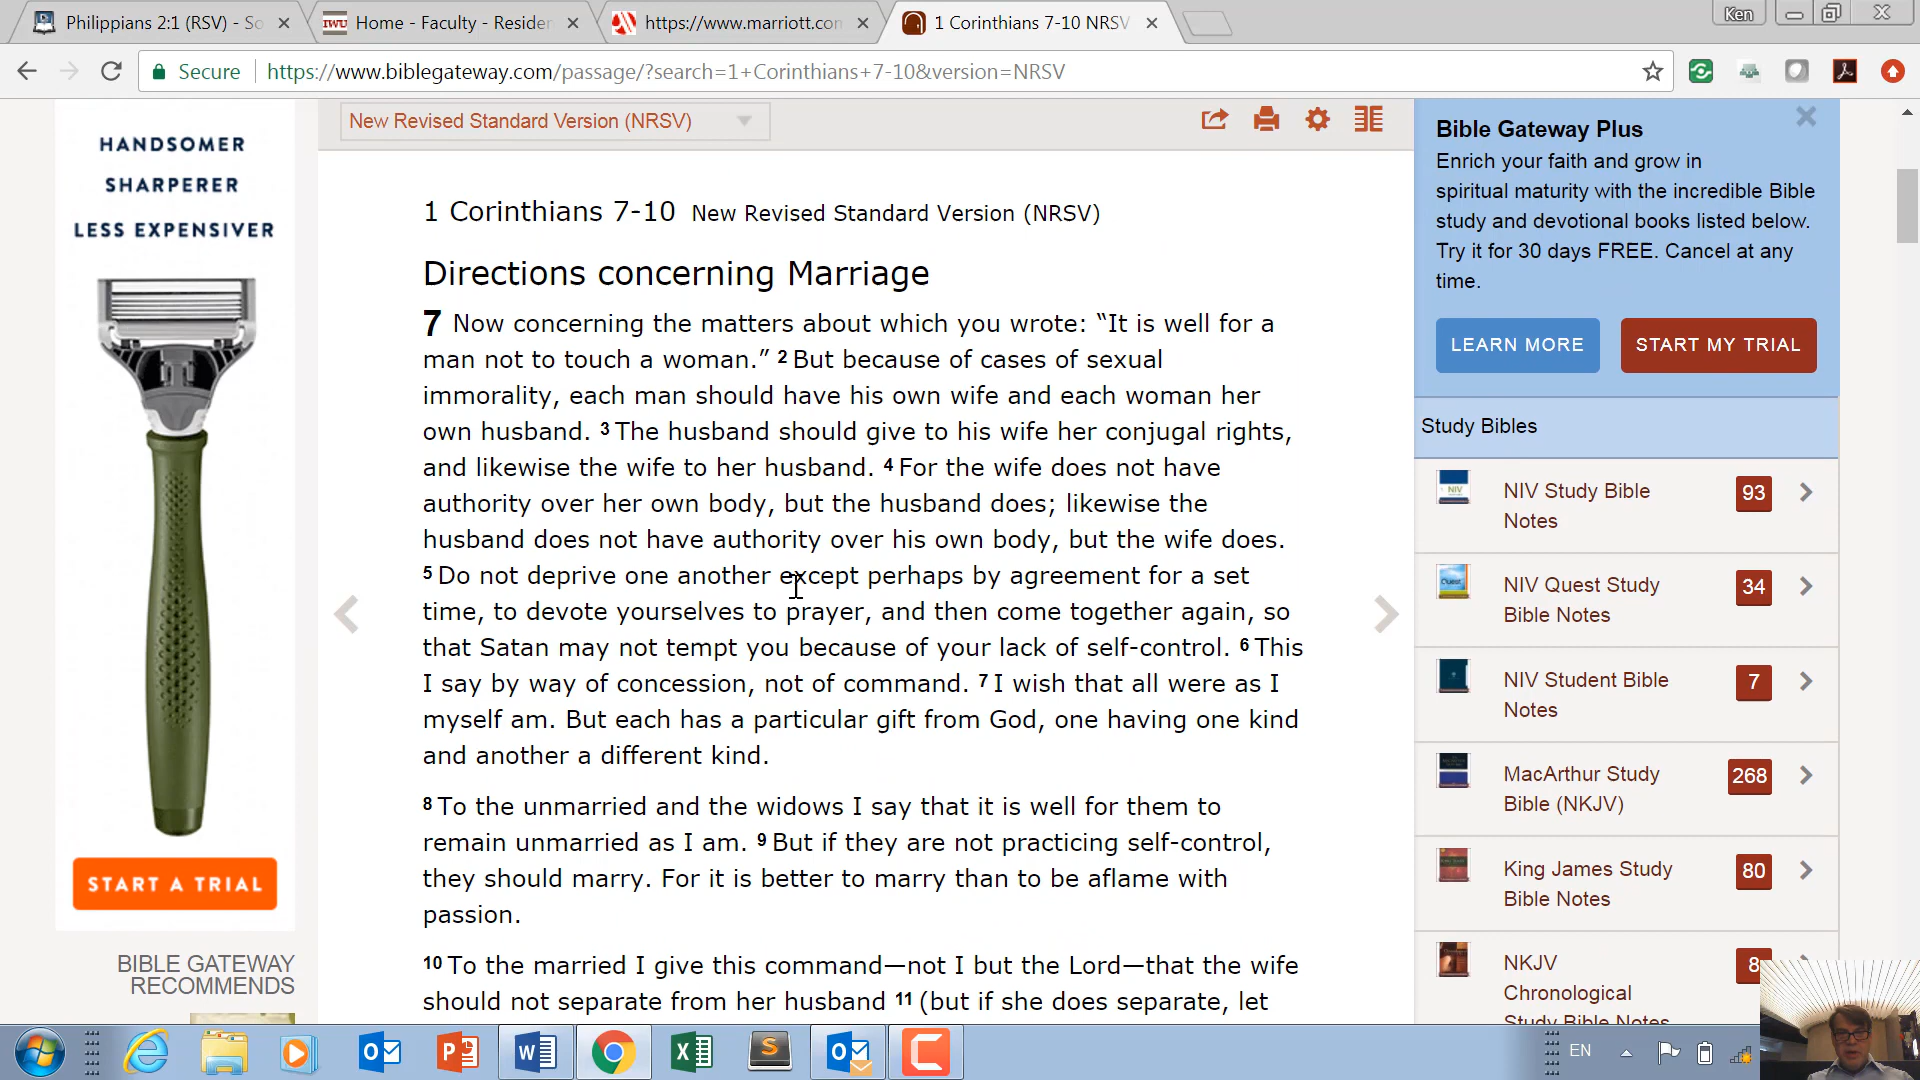 Philippians 2:1 (RSV) - So
Home - Faculty - Resider
https://www.marriott.com
1 Corinthians 7-10 NRSV
Ken
Secure
https://www.biblegateway.com/passage/?search=1+Corinthians+7-10&version=NRSV
HANDSOMER
SHARPERER
LESS EXPENSIVER
START A TRIAL
BIBLE GATEWAY
RECOMMENDS
New Revised Standard Version (NRSV)
1 Corinthians 7-10 New Revised Standard Version (NRSV)
Directions concerning Marriage
7 Now concerning the matters about which you wrote: “It is well for a
man not to touch a woman.” 2 But because of cases of sexual
immorality, each man should have his own wife and each woman her
own husband. 3 The husband should give to his wife her conjugal rights,
and likewise the wife to her husband. 4 For the wife does not have
authority over her own body, but the husband does; likewise the
husband does not have authority over his own body, but the wife does.
5 Do not deprive one another except perhaps by agreement for a set
time, to devote yourselves to prayer, and then come together again, so
that Satan may not tempt you because of your lack of self-control. 6 This
I say by way of concession, not of command. 7 I wish that all were as I
myself am. But each has a particular gift from God, one having one kind
and another a different kind.
8 To the unmarried and the widows I say that it is well for them to
remain unmarried as I am. 9 But if they are not practicing self-control,
they should marry. For it is better to marry than to be aflame with
passion.
10 To the married I give this command—not I but the Lord—that the wife
should not separate from her husband 11 (but if she does separate, let
Bible Gateway Plus
Enrich your faith and grow in
spiritual maturity with the incredible Bible
study and devotional books listed below.
Try it for 30 days FREE. Cancel at any
time.
LEARN MORE
START MY TRIAL
Study Bibles
NIV Study Bible
Notes
93
NIV Quest Study
Bible Notes
34
NIV Student Bible
Notes
7
MacArthur Study
Bible (NKJV)
268
King James Study
Bible Notes
80
NKJV
Chronological
Study Bible Notes
EN